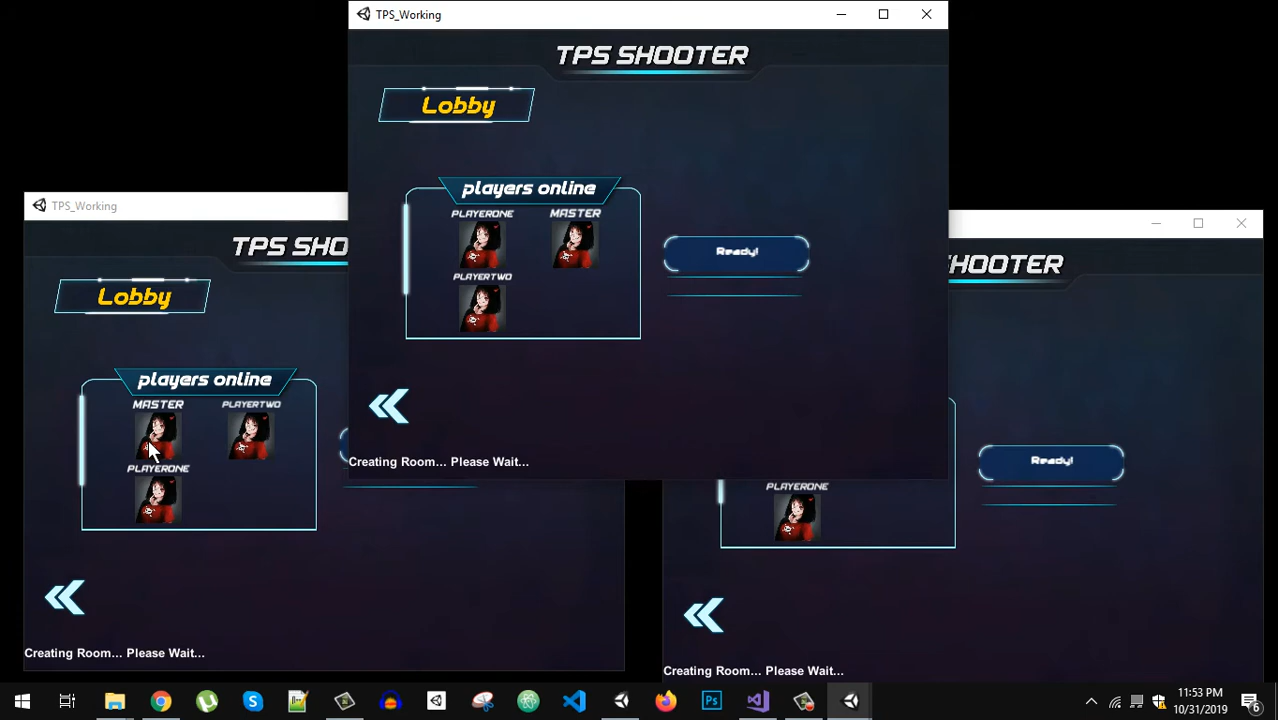 TPS_Working
TPS SHOOTER
Lobby
players online
PLAYERONE
MASTER
PLAYERTWO
Ready!
Creating Room... Please Wait...
TPS_Working
TPS SHO
Lobby
players online
MASTER
PLAYERTWO
PLAYERONE
Creating Room... Please Wait...
HOOTER
PLAYERONE
Ready!
Creating Room... Please Wait...
Ps
11:53 PM
10/31/2019
6